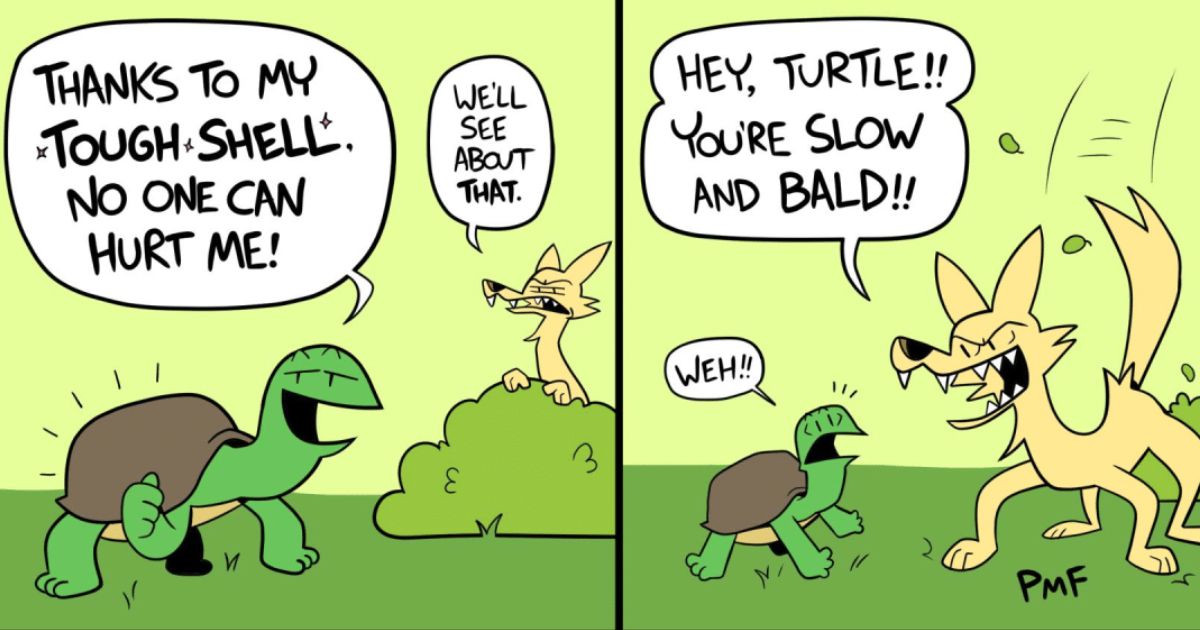 THANKS TO MY
TOUGH SHELL,
NO ONE CAN
HURT ME!
WE'LL
SEE
ABOUT
THAT.
HEY, TURTLE!!
YOU'RE SLOW
AND BALD!!
WEH!!
PMF